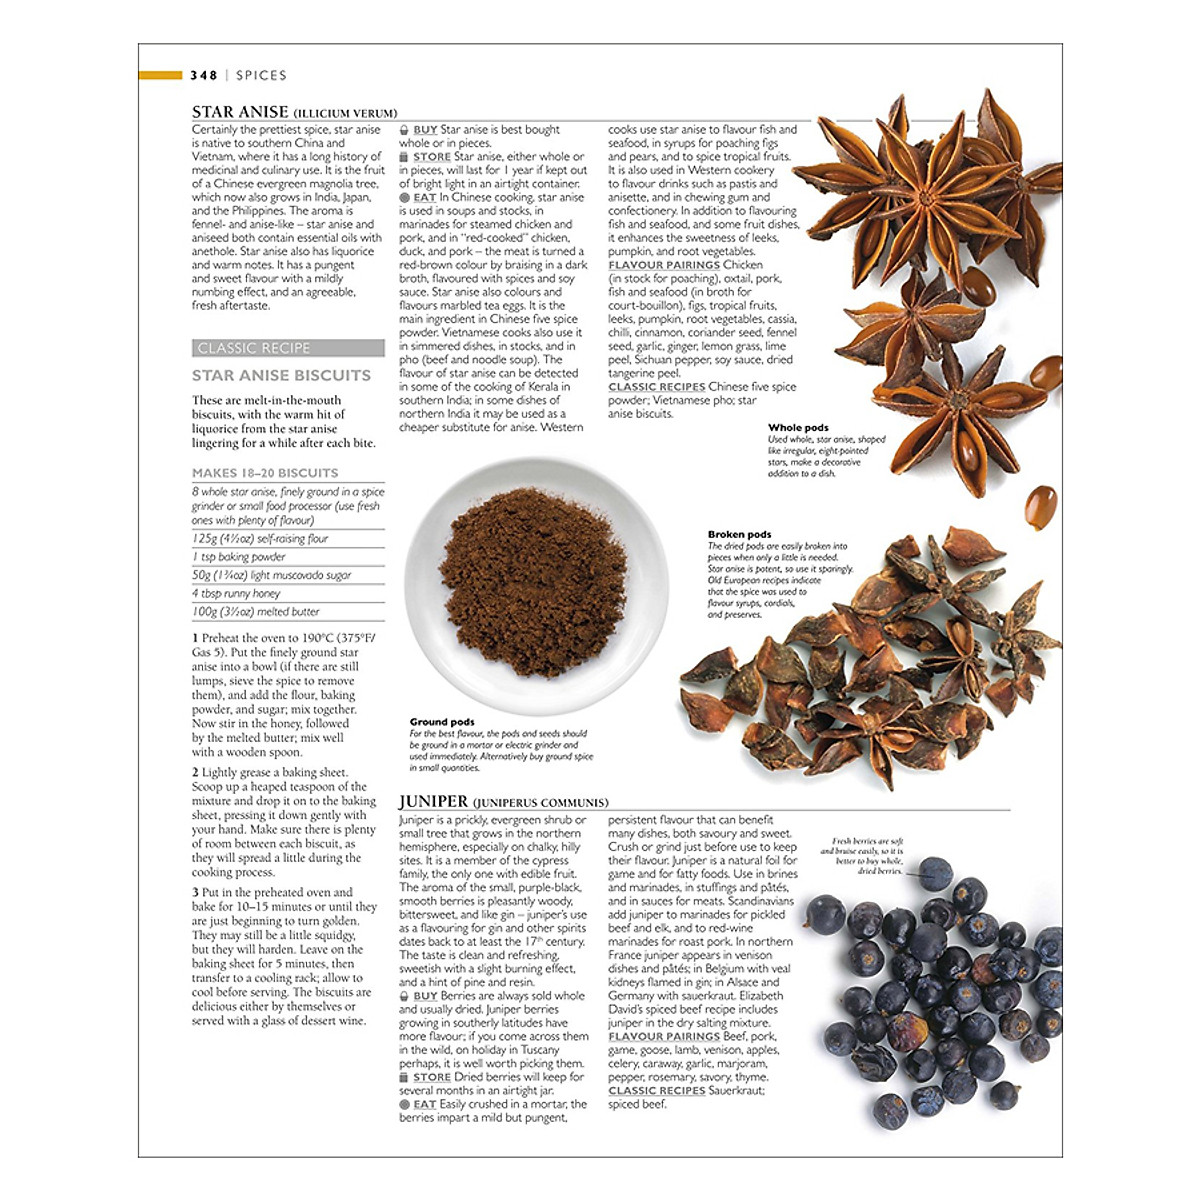 348 | SPICES
STAR ANISE (ILLICIUM VERUM)
Certainly the prettiest spice, star anise
is native to southern China and
Vietnam, where it has a long history of
medicinal and culinary use. It is the fruit
of a Chinese evergreen magnolia tree,
which now also grows in India, Japan,
and the Philippines. The aroma is
fennel- and anise-like – star anise and
aniseed both contain essential oils with
anethole. Star anise also has liquorice
and warm notes. It has a pungent
and sweet flavour with a mildly
numbing effect, and an agreeable,
fresh aftertaste.
CLASSIC RECIPE
STAR ANISE BISCUITS
These are melt-in-the-mouth
biscuits, with the warm hit of
liquorice from the star anise
lingering for a while after each bite.
MAKES 18–20 BISCUITS
8 whole star anise, finely ground in a spice
grinder or small food processor (use fresh
ones with plenty of flavour)
125g (4½oz) self-raising flour
1 tsp baking powder
50g (1¾oz) light muscovado sugar
4 tbsp runny honey
100g (3½oz) melted butter
1 Preheat the oven to 190°C (375°F/
Gas 5). Put the finely ground star
anise into a bowl (if there are still
lumps, sieve the spice to remove
them), and add the flour, baking
powder, and sugar; mix together.
Now stir in the honey, followed
by the melted butter; mix well
with a wooden spoon.
2 Lightly grease a baking sheet.
Scoop up a heaped teaspoon of the
mixture and drop it on to the baking
sheet, pressing it down gently with
your hand. Make sure there is plenty
of room between each biscuit, as
they will spread a little during the
cooking process.
3 Put in the preheated oven and
bake for 10–15 minutes or until they
are just beginning to turn golden.
They may still be a little squidgy,
but they will harden. Leave on the
baking sheet for 5 minutes, then
transfer to a cooling rack; allow to
cool before serving. The biscuits are
delicious either by themselves or
served with a glass of dessert wine.
BUY Star anise is best bought
whole or in pieces.
STORE Star anise, either whole or
in pieces, will last for 1 year if kept out
of bright light in an airtight container.
EAT In Chinese cooking, star anise
is used in soups and stocks, in
marinades for steamed chicken and
pork, and in “red-cooked” chicken,
duck, and pork – the meat is turned a
red-brown colour by braising in a dark
broth, flavoured with spices and soy
sauce. Star anise also colours and
flavours marbled tea eggs. It is the
main ingredient in Chinese five spice
powder. Vietnamese cooks also use it
in simmered dishes, in stocks, and in
pho (beef and noodle soup). The
flavour of star anise can be detected
in some of the cooking of Kerala in
southern India; in some dishes of
northern India it may be used as a
cheaper substitute for anise. Western
cooks use star anise to flavour fish and
seafood, in syrups for poaching figs
and pears, and to spice tropical fruits.
It is also used in Western cookery
to flavour drinks such as pastis and
anisette, and in chewing gum and
confectionery. In addition to flavouring
fish and seafood, and some fruit dishes,
it enhances the sweetness of leeks,
pumpkin, and root vegetables.
FLAVOUR PAIRINGS Chicken
(in stock for poaching), oxtail, pork,
fish and seafood (in broth for
court-bouillon), figs, tropical fruits,
leeks, pumpkin, root vegetables, cassia,
chilli, cinnamon, coriander seed, fennel
seed, garlic, ginger, lemon grass, lime
peel, Sichuan pepper, soy sauce, dried
tangerine peel.
CLASSIC RECIPES Chinese five spice
powder; Vietnamese pho; star
anise biscuits.
Whole pods
Used whole, star anise, shaped
like irregular, eight-pointed
stars, make a decorative
addition to a dish.
Broken pods
The dried pods are easily broken into
pieces when only a little is needed.
Star anise is potent, so use it sparingly.
Old European recipes indicate
that the spice was used to
flavour syrups, cordials,
and preserves.
Ground pods
For the best flavour, the pods and seeds should
be ground in a mortar or electric grinder and
used immediately. Alternatively buy ground spice
in small quantities.
JUNIPER (JUNIPERUS COMMUNIS)
Juniper is a prickly, evergreen shrub or
small tree that grows in the northern
hemisphere, especially on chalky, hilly
sites. It is a member of the cypress
family, the only one with edible fruit.
The aroma of the small, purple-black,
smooth berries is pleasantly woody,
bittersweet, and like gin – juniper's use
as a flavouring for gin and other spirits
dates back to at least the 17th century.
The taste is clean and refreshing,
sweetish with a slight burning effect,
and a hint of pine and resin.
BUY Berries are always sold whole
and usually dried. Juniper berries
growing in southerly latitudes have
more flavour; if you come across them
in the wild, on holiday in Tuscany
perhaps, it is well worth picking them.
STORE Dried berries will keep for
several months in an airtight jar.
EAT Easily crushed in a mortar, the
berries impart a mild but pungent,
persistent flavour that can benefit
many dishes, both savoury and sweet.
Crush or grind just before use to keep
their flavour. Juniper is a natural foil for
game and for fatty foods. Use in brines
and marinades, in stuffings and pâtés,
and in sauces for meats. Scandinavians
add juniper to marinades for pickled
beef and elk, and to red-wine
marinades for roast pork. In northern
France juniper appears in venison
dishes and pâtés; in Belgium with veal
kidneys flamed in gin; in Alsace and
Germany with sauerkraut. Elizabeth
David's spiced beef recipe includes
juniper in the dry salting mixture.
FLAVOUR PAIRINGS Beef, pork,
game, goose, lamb, venison, apples,
celery, caraway, garlic, marjoram,
pepper, rosemary, savory, thyme.
CLASSIC RECIPES Sauerkraut;
spiced beef.
Fresh berries are soft
and bruise easily, so it is
better to buy whole,
dried berries.